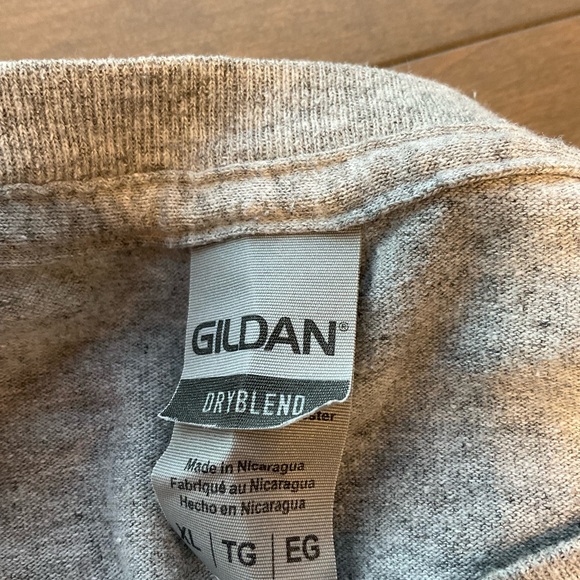 GILDAN®
DRYBLEND
Made in Nicaragua
Fabriqué au Nicaragua
Hecho en Nicaragua
XL | TG | EG